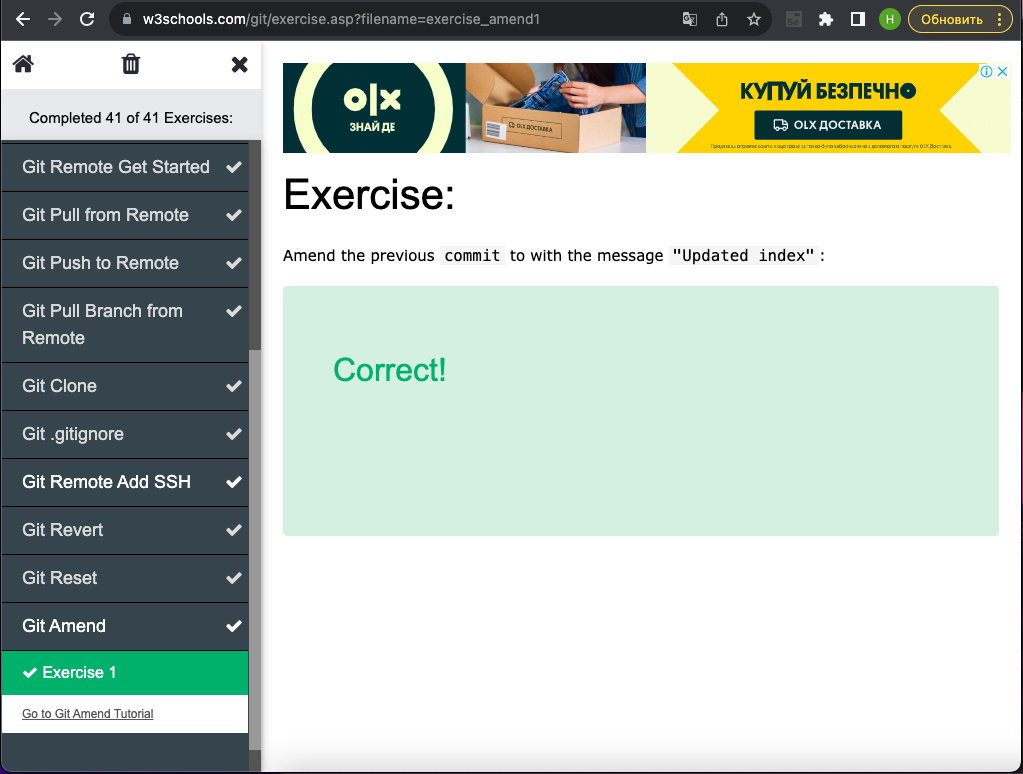 w3schools.com/git/exercise.asp?filename=exercise_amend1
Se
H
Обновить
Completed 41 of 41 Exercises:
Git Remote Get Started
Git Pull from Remote
Git Push to Remote
Git Pull Branch from
Remote
Git Clone
Git .gitignore
Git Remote Add SSH
Git Revert
Git Reset
Git Amend
Exercise 1
Go to Git Amend Tutorial
olx
ЗНАЙ ДЕ
OLX ДОСТАВКА
КУПУЙ БЕЗПЕЧНО
OLX ДОСТАВКА
Exercise:
Amend the previous commit to with the message "Updated index":
Correct!